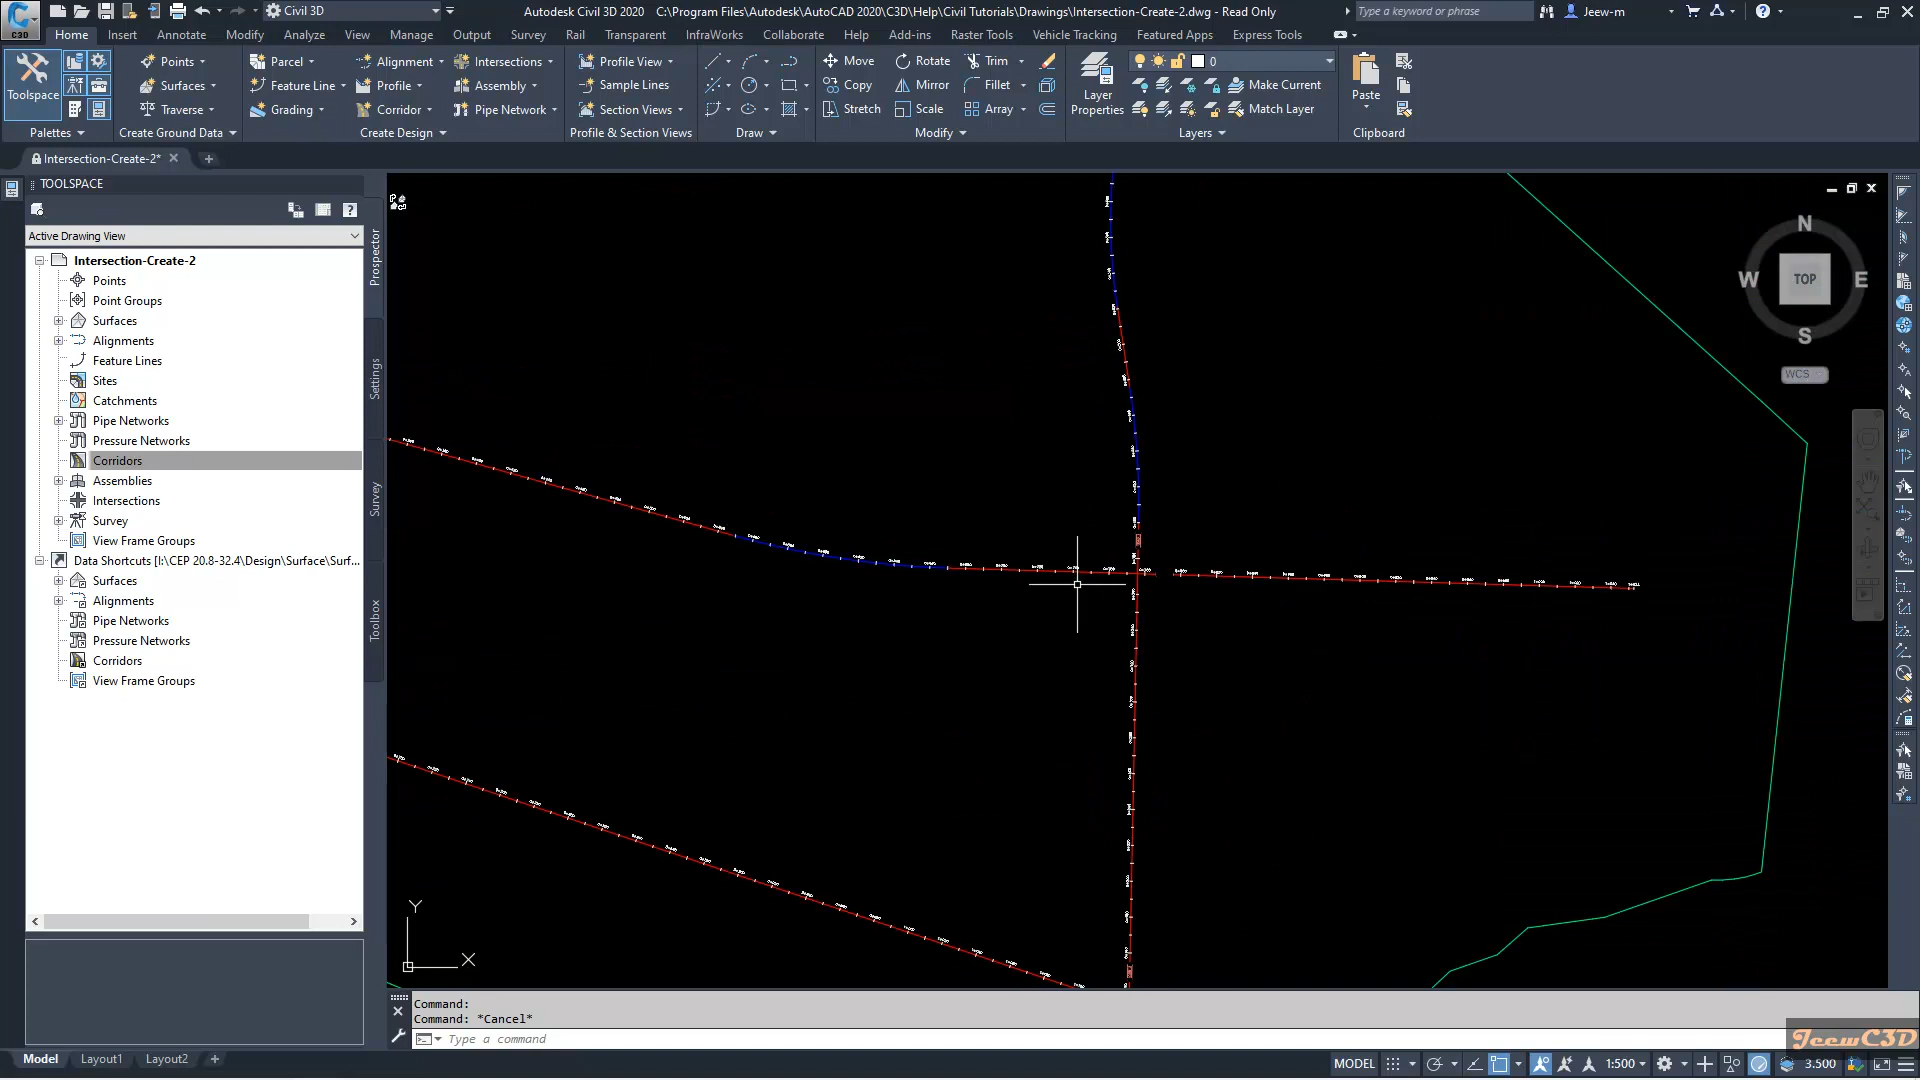 Civil 3D
Autodesk Civil 3D 2020 C:\Program Files\Autodesk\AutoCAD 2020\C3D\Help\Civil Tutorials\Drawings\Intersection-Create-2.dwg - Read Only
Type a keyword or phrase
Jeew-m
C3D
Home Insert Annotate Modify Analyze View Manage Output Survey Rail Transparent InfraWorks Collaborate Help Add-ins Raster Tools Vehicle Tracking Featured Apps Express Tools
Points Parcel Alignment Intersections Profile View Move Rotate Trim 0
Toolspace Surfaces Feature Line Profile Assembly Sample Lines Copy Mirror Fillet Layer Properties Make Current Paste
Traverse Grading Corridor Pipe Network Section Views Stretch Scale Array Match Layer
Palettes Create Ground Data Create Design Profile & Section Views Draw Modify Layers Clipboard
Intersection-Create-2*
TOOLSPACE
Active Drawing View
Intersection-Create-2
Points
Point Groups
Surfaces
Alignments
Feature Lines
Sites
Catchments
Pipe Networks
Pressure Networks
Corridors
Assemblies
Intersections
Survey
View Frame Groups
Data Shortcuts [I:\CEP 20.8-32.4\Design\Surface\Surf...
Surfaces
Alignments
Pipe Networks
Pressure Networks
Corridors
View Frame Groups
Prospector
Settings
Survey
Toolbox
N
W TOP E
S
WCS
Y
X
Command:
Command: *Cancel*
Type a command
JeewC3D
Model Layout1 Layout2
MODEL 1:500 3.500